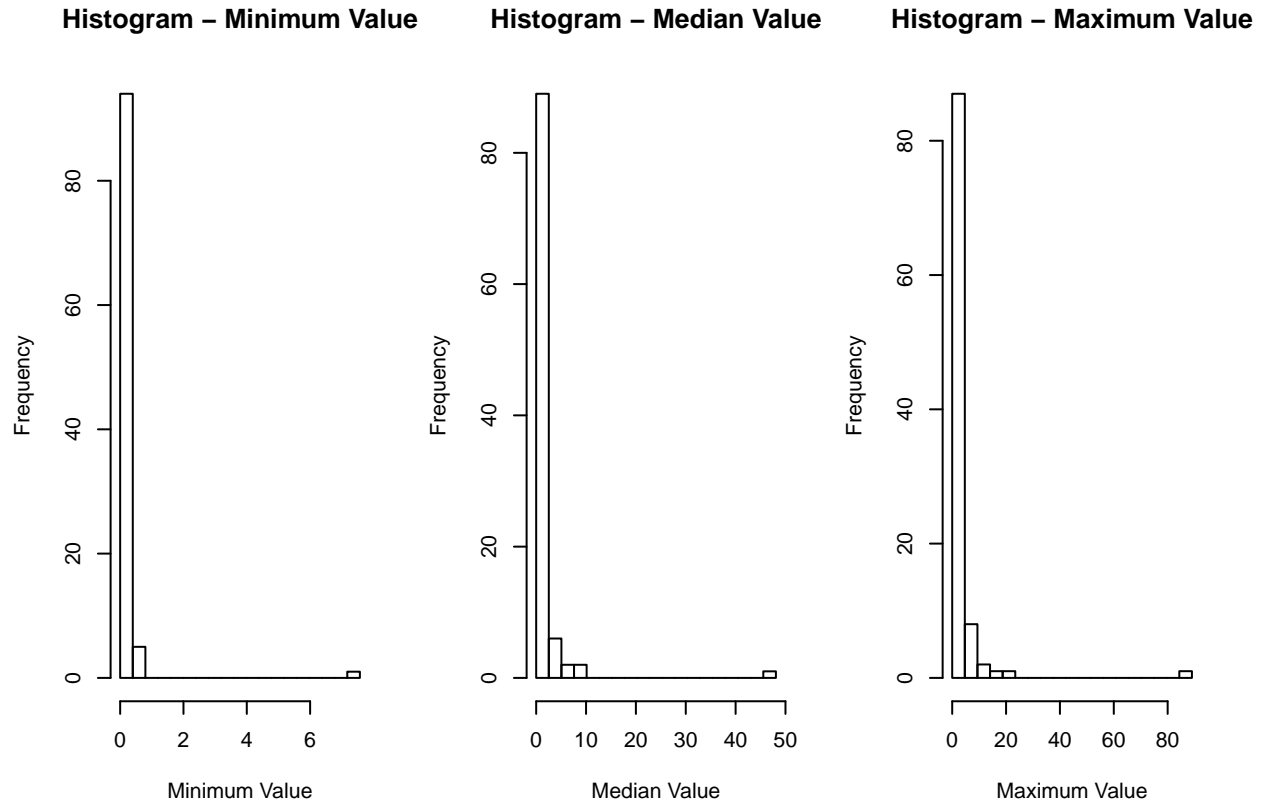 Histogram – Minimum Value
Frequency
80
60
40
20
0
0 2 4 6
Minimum Value
Histogram – Median Value
Frequency
80
60
40
20
0
0 10 20 30 40 50
Median Value
Histogram – Maximum Value
Frequency
80
60
40
20
0
0 20 40 60 80
Maximum Value